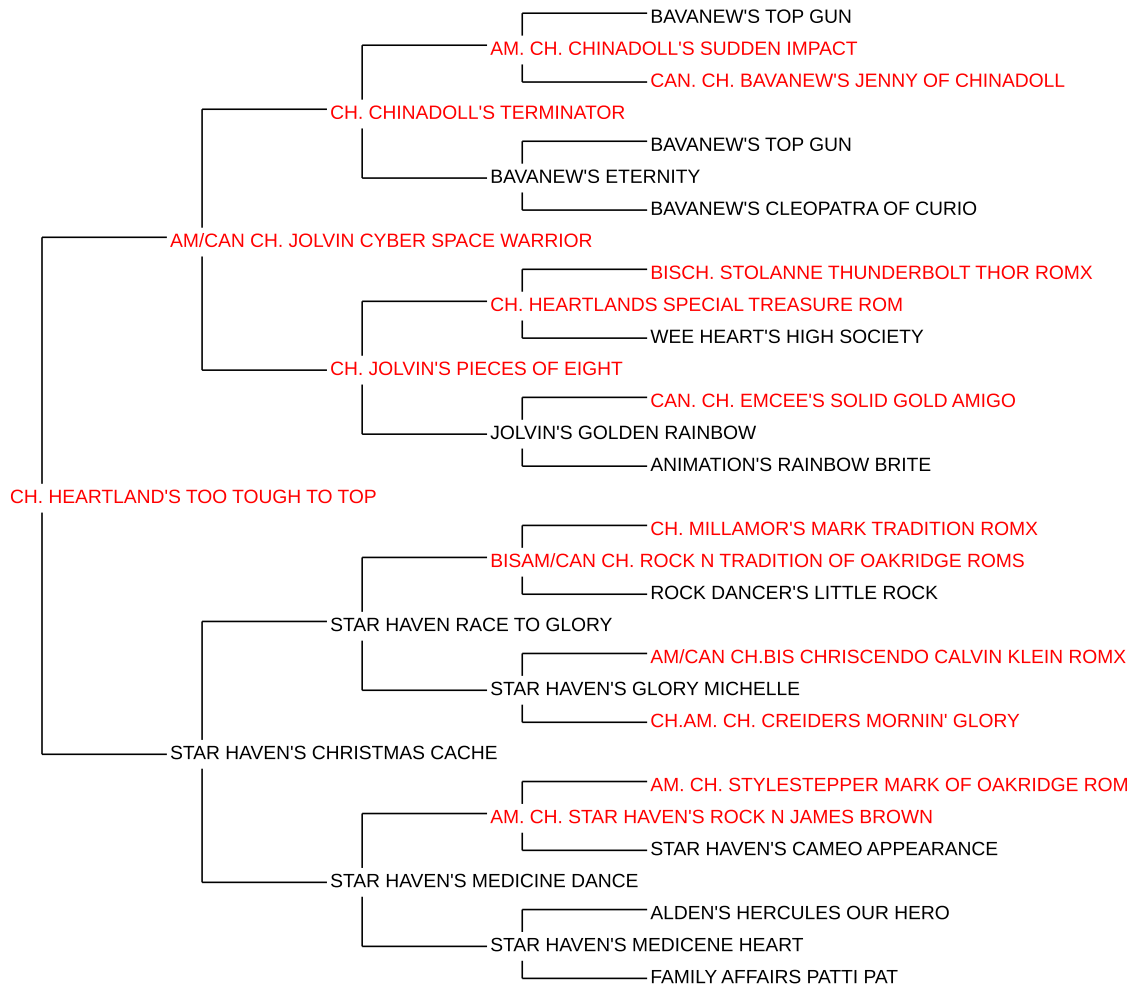 BAVANEW'S TOP GUN
AM. CH. CHINADOLL'S SUDDEN IMPACT
CAN. CH. BAVANEW'S JENNY OF CHINADOLL
CH. CHINADOLL'S TERMINATOR
BAVANEW'S TOP GUN
BAVANEW'S ETERNITY
BAVANEW'S CLEOPATRA OF CURIO
AM/CAN CH. JOLVIN CYBER SPACE WARRIOR
BISCH. STOLANNE THUNDERBOLT THOR ROMX
CH. HEARTLANDS SPECIAL TREASURE ROM
WEE HEART'S HIGH SOCIETY
CH. JOLVIN'S PIECES OF EIGHT
CAN. CH. EMCEE'S SOLID GOLD AMIGO
JOLVIN'S GOLDEN RAINBOW
ANIMATION'S RAINBOW BRITE
CH. HEARTLAND'S TOO TOUGH TO TOP
CH. MILLAMOR'S MARK TRADITION ROMX
BISAM/CAN CH. ROCK N TRADITION OF OAKRIDGE ROMS
ROCK DANCER'S LITTLE ROCK
STAR HAVEN RACE TO GLORY
AM/CAN CH.BIS CHRISCENDO CALVIN KLEIN ROMX
STAR HAVEN'S GLORY MICHELLE
CH.AM. CH. CREIDERS MORNIN' GLORY
STAR HAVEN'S CHRISTMAS CACHE
AM. CH. STYLESTEPPER MARK OF OAKRIDGE ROM
AM. CH. STAR HAVEN'S ROCK N JAMES BROWN
STAR HAVEN'S CAMEO APPEARANCE
STAR HAVEN'S MEDICINE DANCE
ALDEN'S HERCULES OUR HERO
STAR HAVEN'S MEDICENE HEART
FAMILY AFFAIRS PATTI PAT